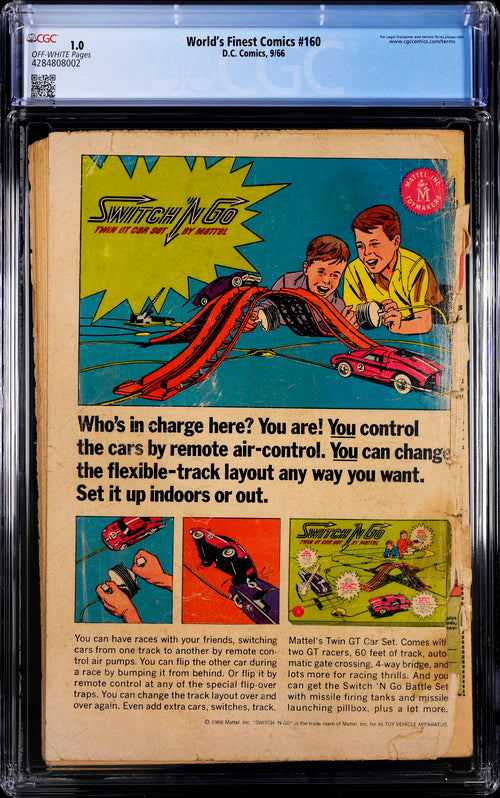 CGC 1.0
OFF-WHITE Pages
4284808002
World's Finest Comics #160
D.C. Comics, 9/66
For Legal Disclaimer and Service Terms please visit
www.cgccomics.com/terms
CGC
SWITCH 'N GO
TWIN GT CAR SET BY MATTEL
MATTEL, INC.
M
TOYMAKERS
Who's in charge here? You are! You control
the cars by remote air-control. You can change
the flexible-track layout any way you want.
Set it up indoors or out.
SWITCH 'N GO
TWIN GT CAR SET BY MATTEL
You can have races with your friends, switching
cars from one track to another by remote con-
trol air pumps. You can flip the other car during
a race by bumping it from behind. Or flip it by
remote control at any of the special flip-over
traps. You can change the track layout over and
over again. Even add extra cars, switches, track.
Mattel's Twin GT Car Set. Comes with
two GT racers, 60 feet of track, auto
matic gate crossing, 4-way bridge, and
lots more for racing thrills. And you
can get the Switch 'N Go Battle Set
with missile firing tanks and missile
launching pillbox, plus a lot more.
© 1966 Mattel, Inc. "SWITCH 'N GO" is the trade mark of Mattel, Inc. for its TOY VEHICLE APPARATUS.